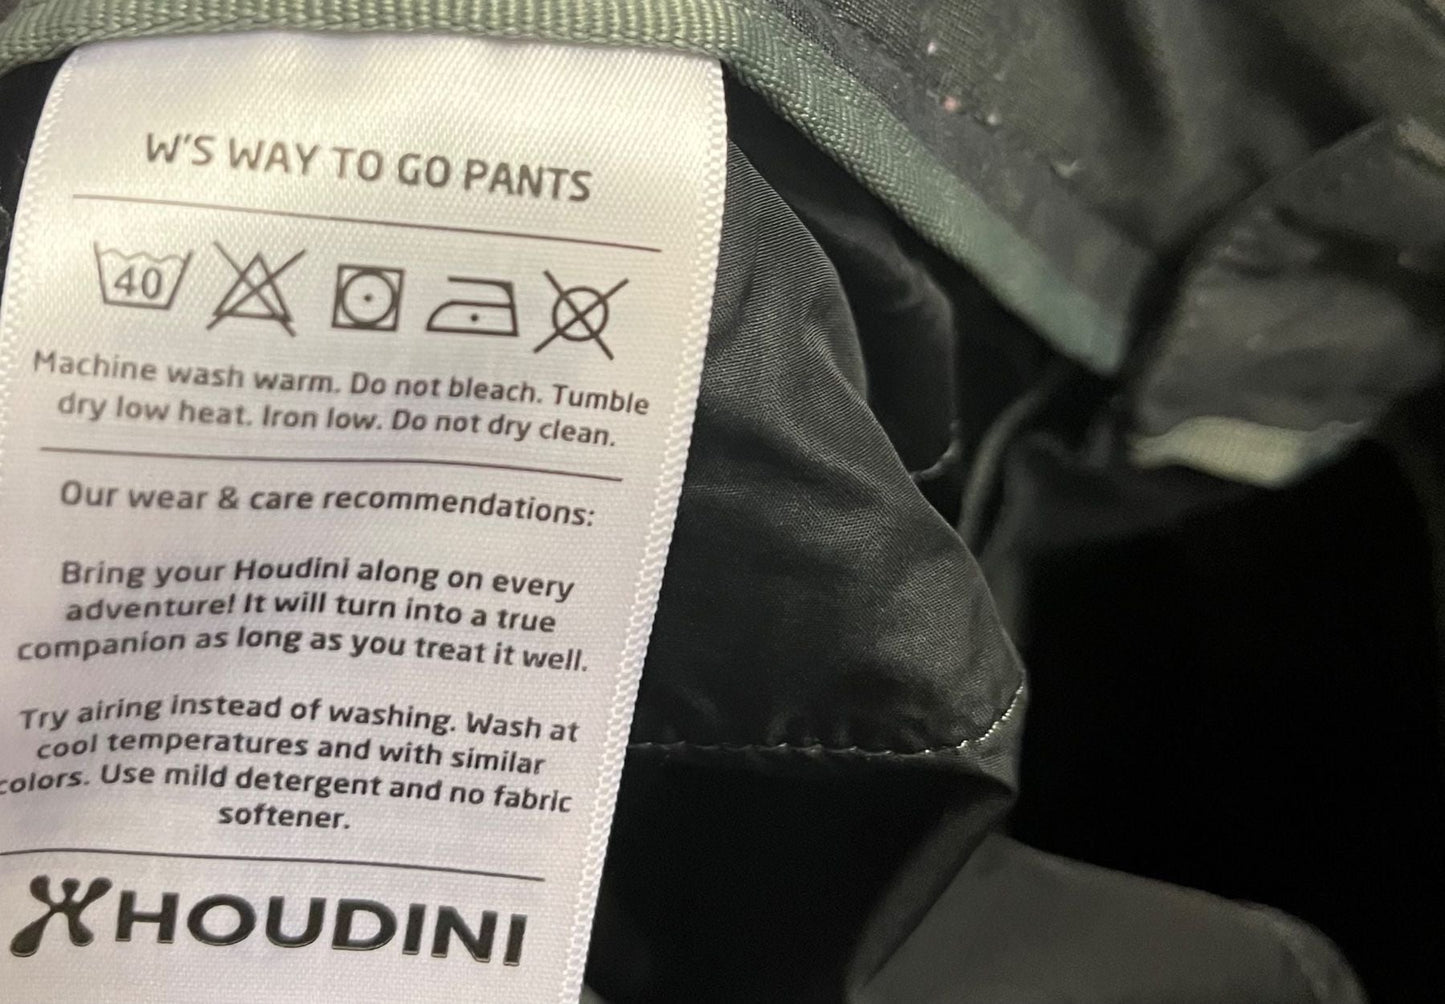 W'S WAY TO GO PANTS
40
Machine wash warm. Do not bleach. Tumble
dry low heat. Iron low. Do not dry clean.
Our wear & care recommendations:
Bring your Houdini along on every
adventure! It will turn into a true
companion as long as you treat it well.
Try airing instead of washing. Wash at
cool temperatures and with similar
colors. Use mild detergent and no fabric
softener.
HOUDINI